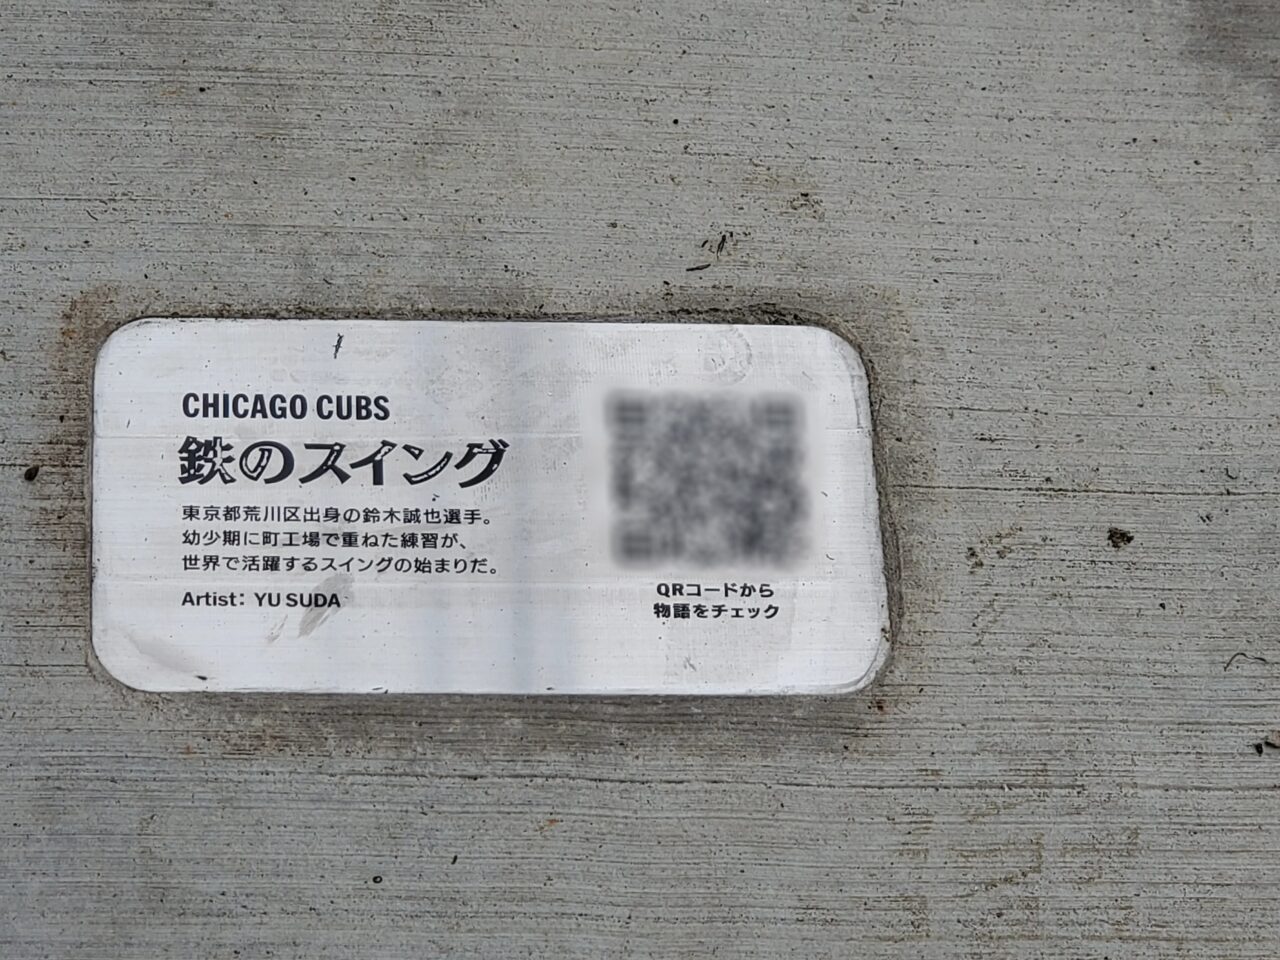 CHICAGO CUBS
鉄のスイング
東京都荒川区出身の鈴木誠也選手。
幼少期に町工場で重ねた練習が、
世界で活躍するスイングの始まりだ。
Artist: YU SUDA
QRコードから
物語をチェック